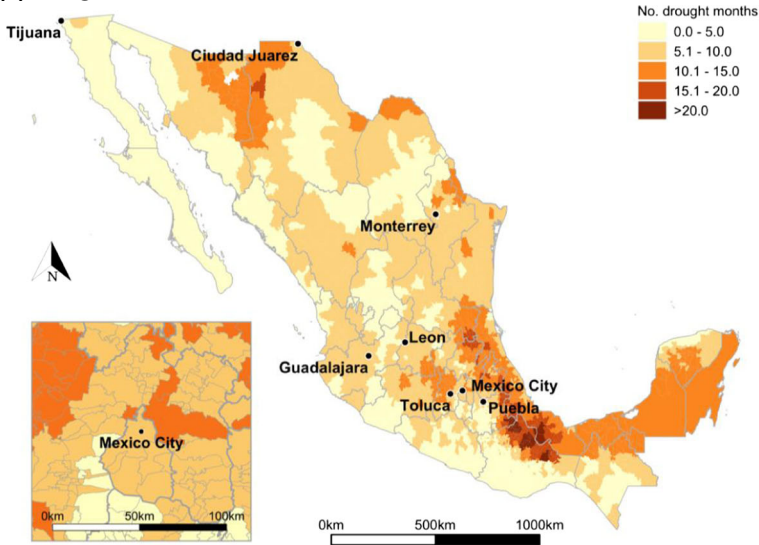 No. drought months
0.0 - 5.0
5.1 - 10.0
10.1 - 15.0
15.1 - 20.0
>20.0
Tijuana
Ciudad Juarez
Monterrey
N
Leon
Guadalajara
Mexico City
Toluca
Puebla
Mexico City
0km 50km 100km
0km 500km 1000km